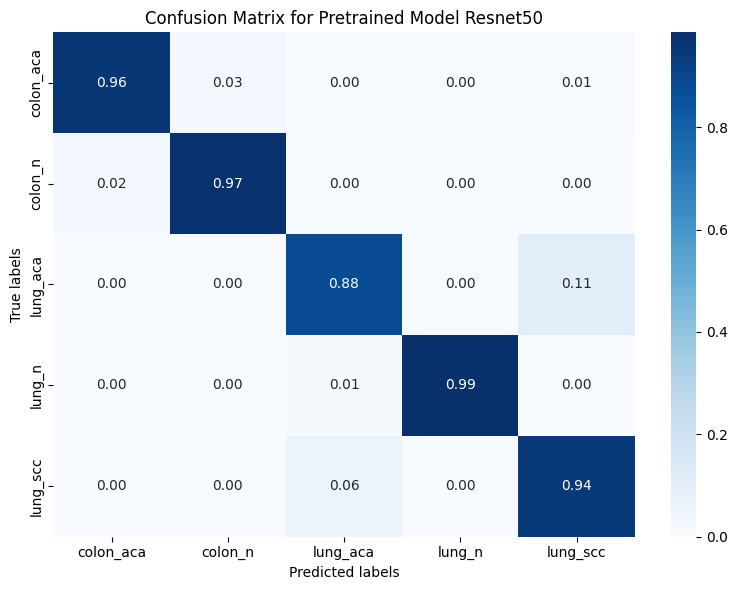 Confusion Matrix for Pretrained Model Resnet50
True labels
colon_aca 0.96 0.03 0.00 0.00 0.01
colon_n 0.02 0.97 0.00 0.00 0.00
lung_aca 0.00 0.00 0.88 0.00 0.11
lung_n 0.00 0.00 0.01 0.99 0.00
lung_scc 0.00 0.00 0.06 0.00 0.94
colon_aca colon_n lung_aca lung_n lung_scc
Predicted labels
0.8
0.6
0.4
0.2
0.0